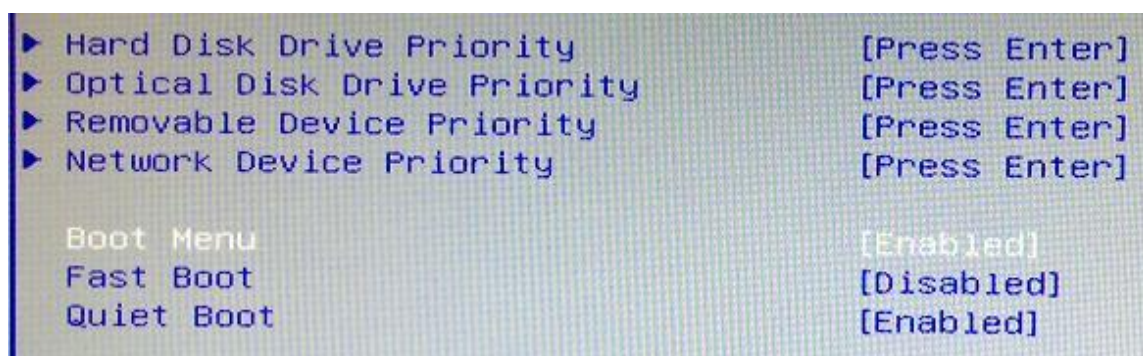 Hard Disk Drive Priority [Press Enter]
Optical Disk Drive Priority [Press Enter]
Removable Device Priority [Press Enter]
Network Device Priority [Press Enter]
Boot Menu [Enabled]
Fast Boot [Disabled]
Quiet Boot [Enabled]